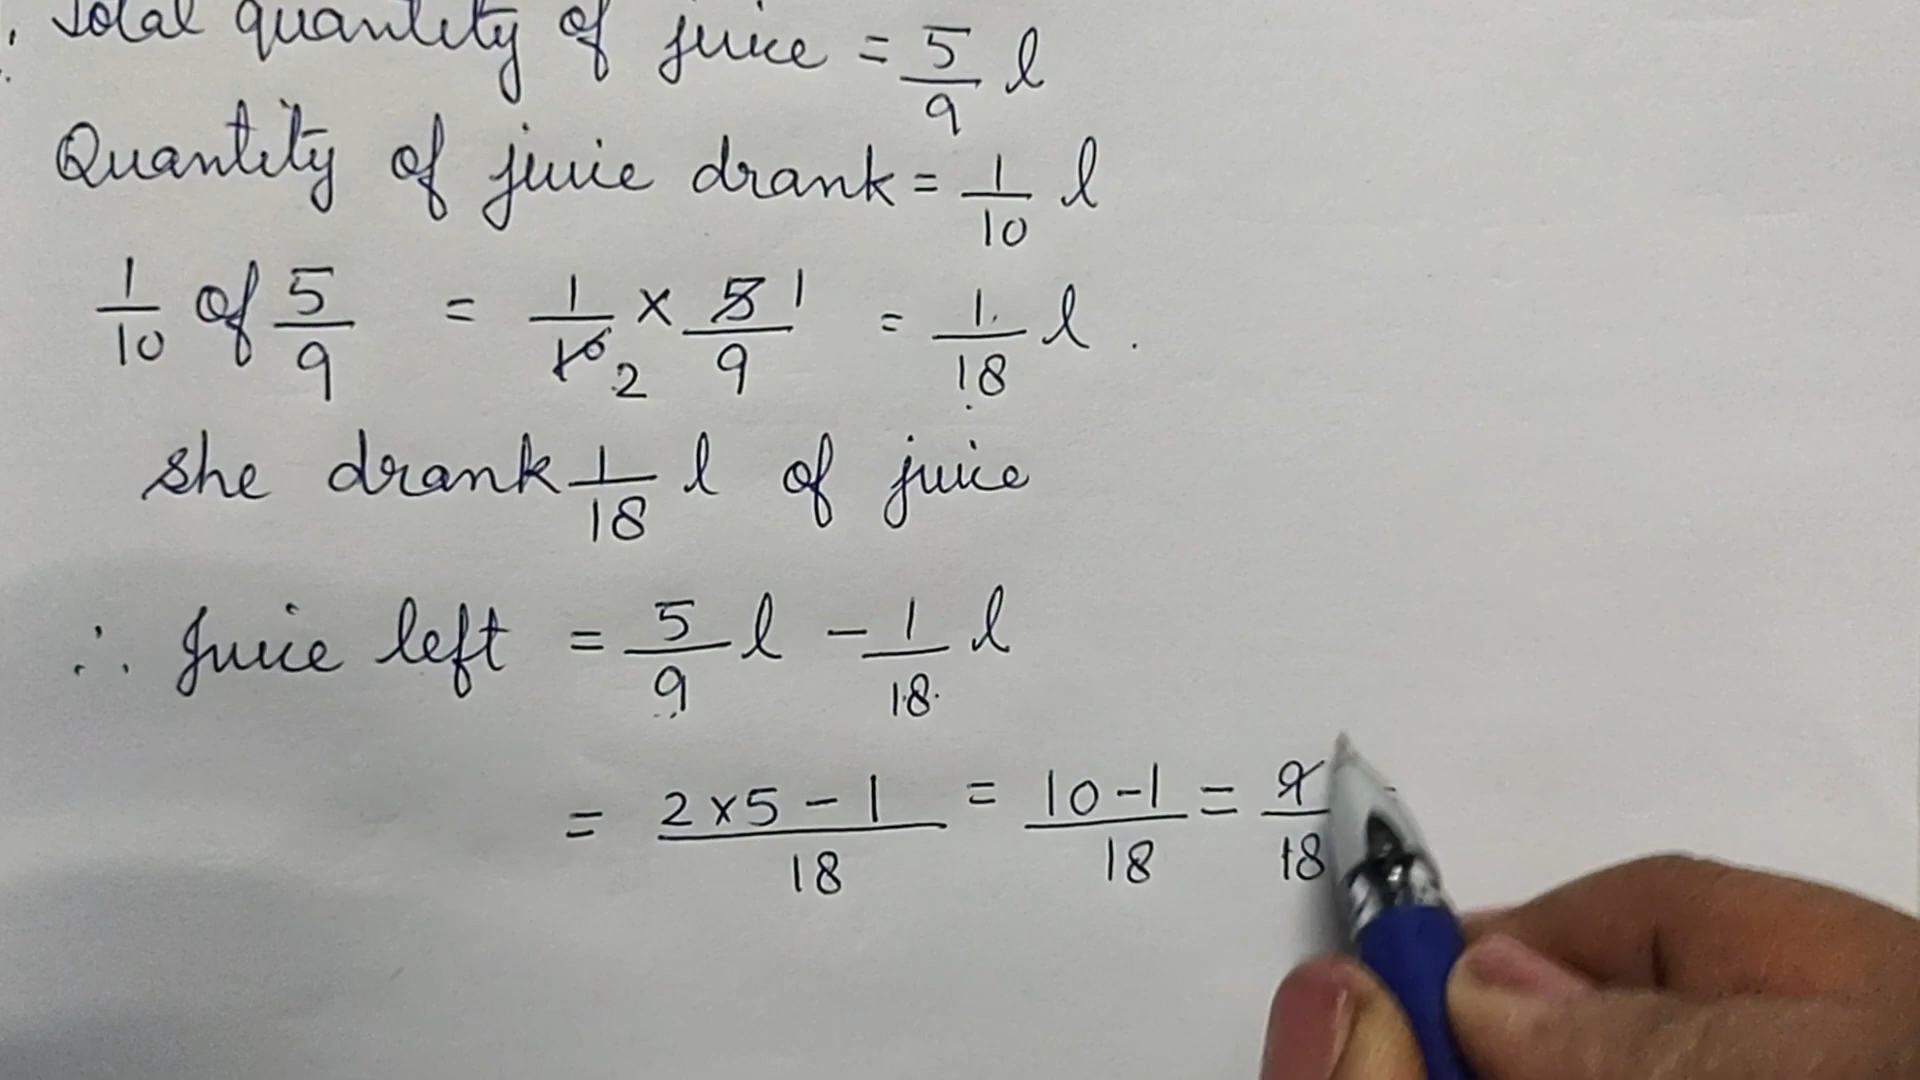 Total quantity of juice = 5/9 l
Quantity of juice drank = 1/10 l
1/10 of 5/9 = 1/10 2 × 5/9 1 = 1/18 l .
she drank 1/18 l of juice
∴ Juice left = 5/9 l - 1/18 l
= 2×5-1/18 = 10-1/18 = 9/18